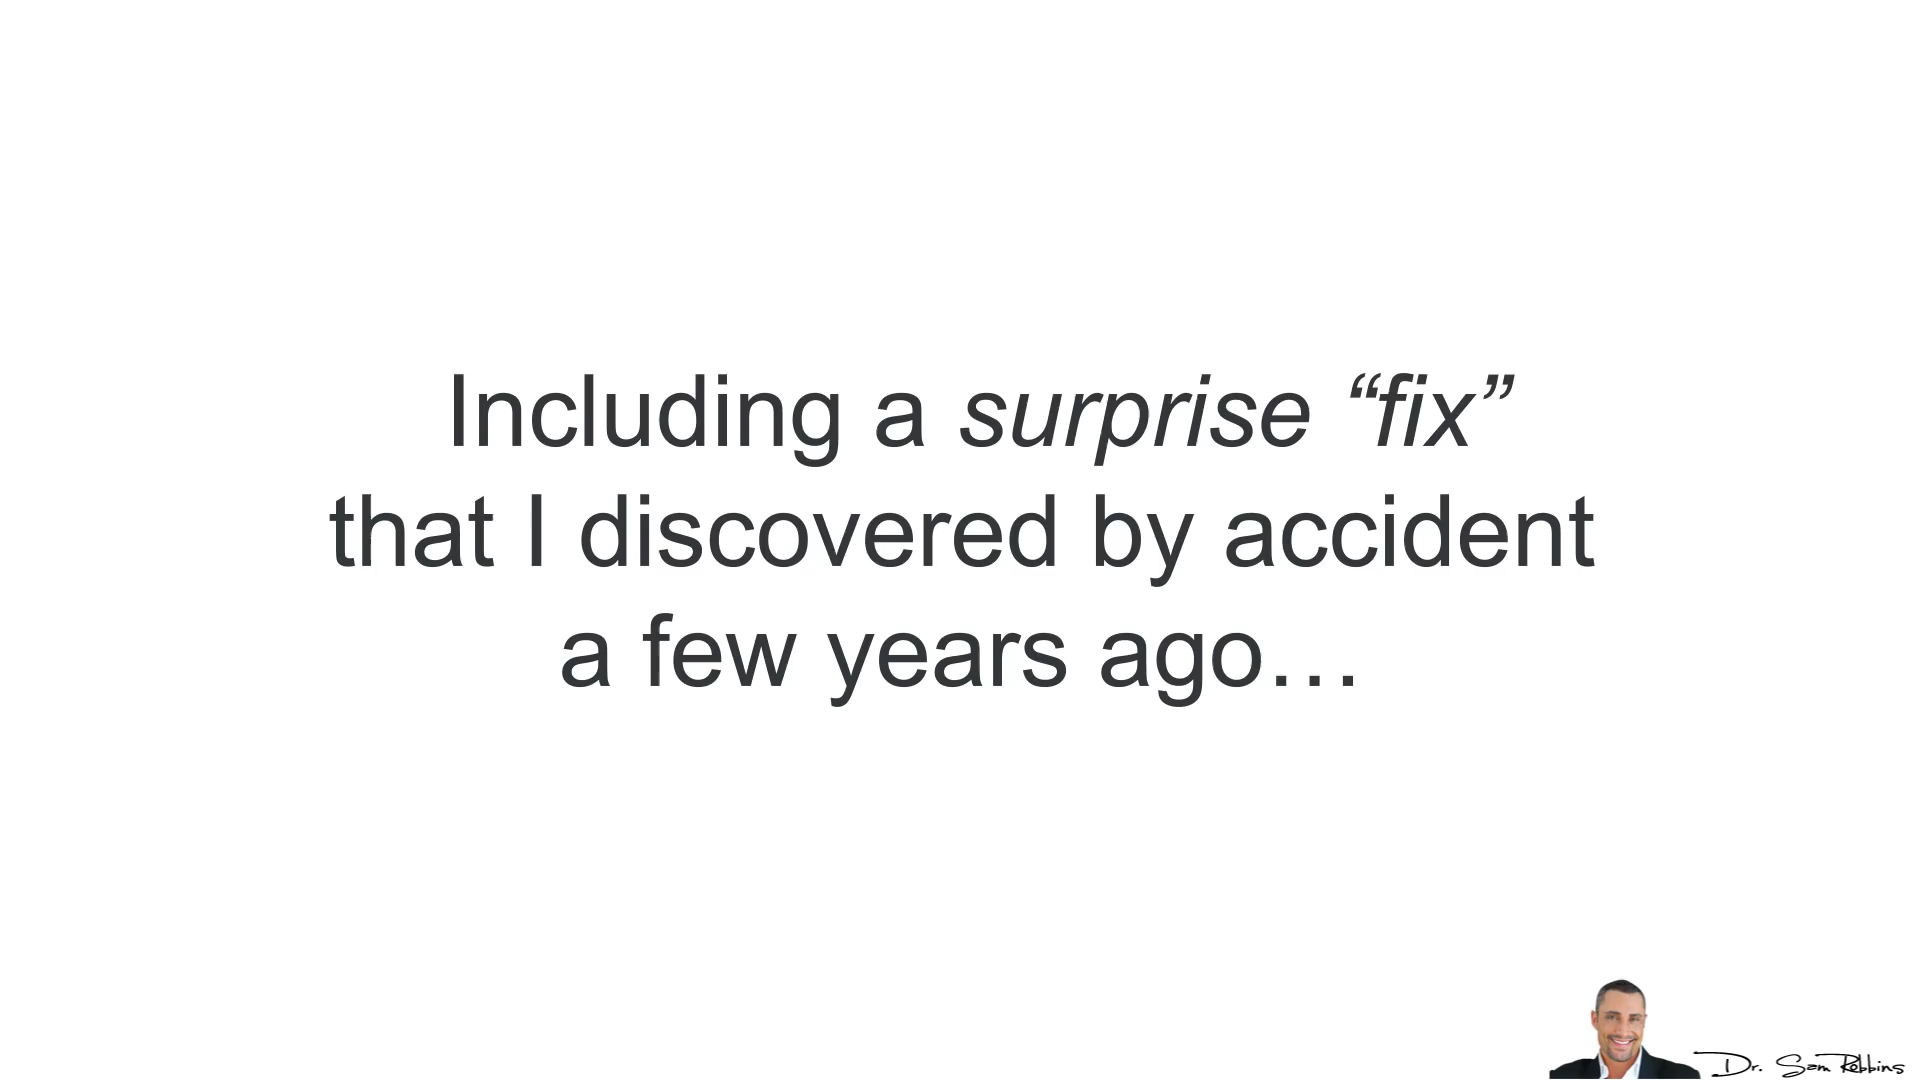 Including a surprise “fix”
that I discovered by accident
a few years ago…
Dr. Sam Robbins